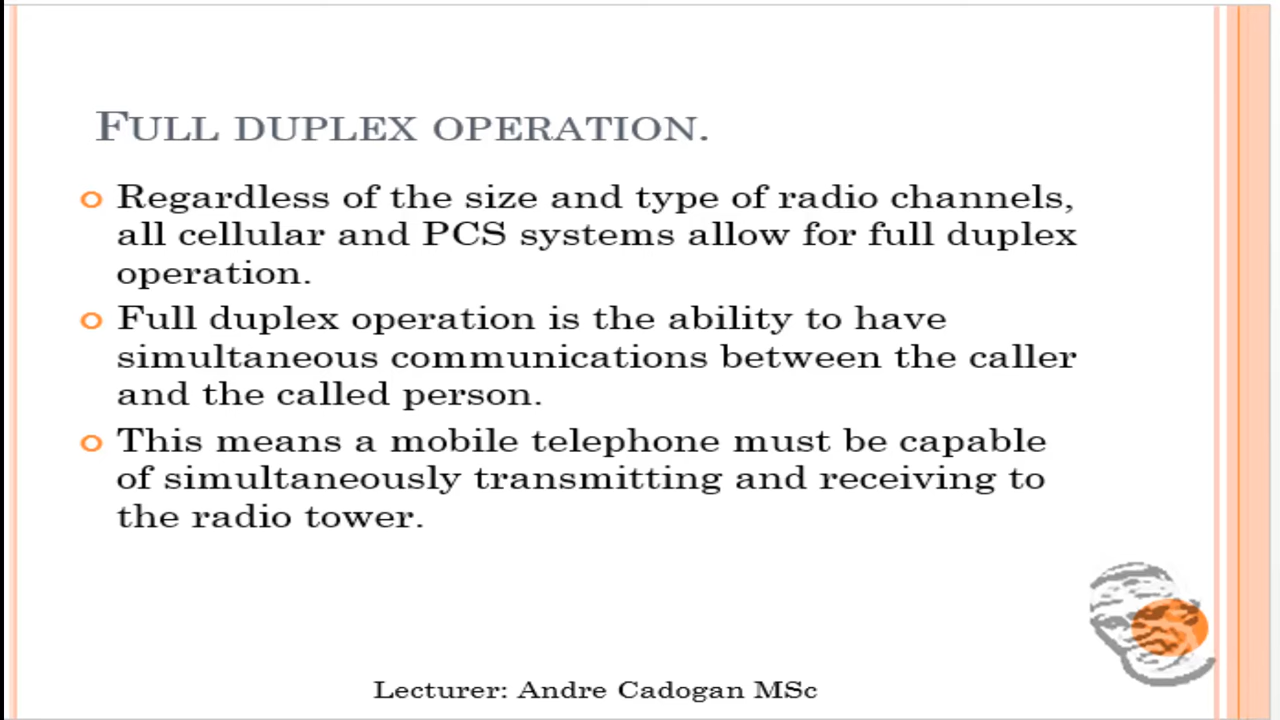 FULL DUPLEX OPERATION.
Regardless of the size and type of radio channels,
all cellular and PCS systems allow for full duplex
operation.
Full duplex operation is the ability to have
simultaneous communications between the caller
and the called person.
This means a mobile telephone must be capable
of simultaneously transmitting and receiving to
the radio tower.
Lecturer: Andre Cadogan MSc